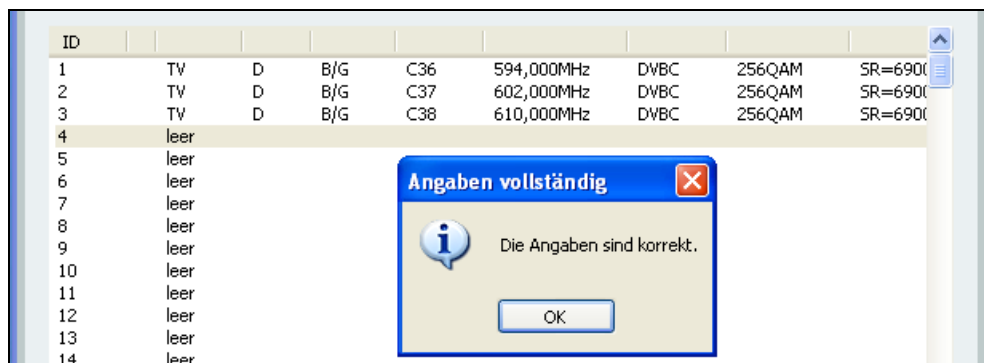 ID
1 TV D B/G C36 594,000MHz DVBC 256QAM SR=6900
2 TV D B/G C37 602,000MHz DVBC 256QAM SR=6900
3 TV D B/G C38 610,000MHz DVBC 256QAM SR=6900
4 leer
5 leer
6 leer
7 leer
8 leer
9 leer
10 leer
11 leer
12 leer
13 leer
14 leer
Angaben vollständig
Die Angaben sind korrekt.
OK